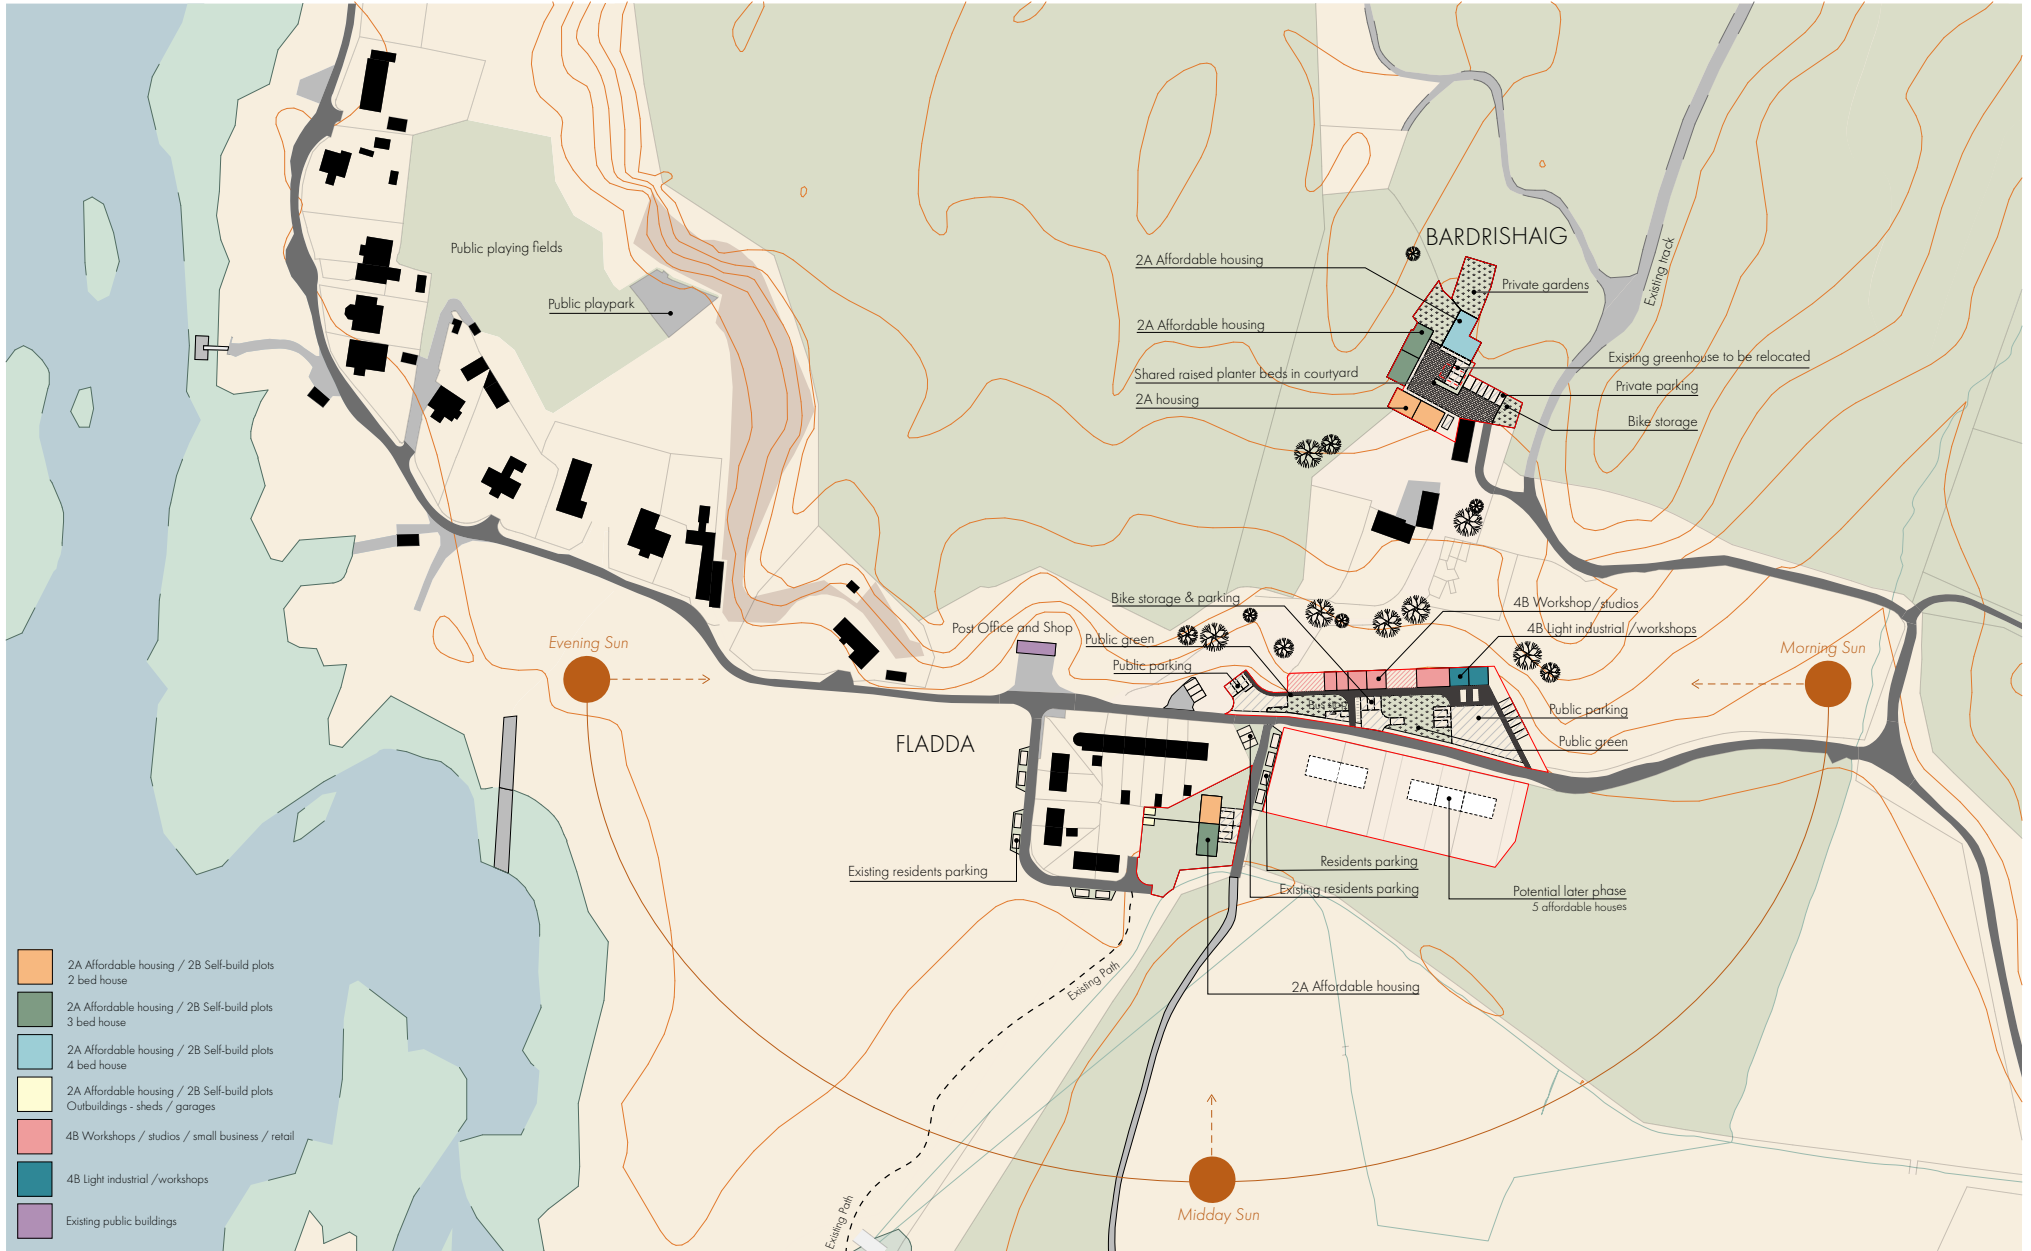 BARDRISHAIG
2A Affordable housing
Private gardens
2A Affordable housing
Existing greenhouse to be relocated
Shared raised planter beds in courtyard
Private parking
2A housing
Bike storage
Existing track
Public playing fields
Public playpark
Bike storage & parking
4B Workshop/studios
Post Office and Shop
Public green
4B Light industrial /workshops
Public parking
Evening Sun
Morning Sun
Bus stop
Public parking
Public green
FLADDA
Existing residents parking
Residents parking
Existing residents parking
Potential later phase
5 affordable houses
2A Affordable housing
Existing Path
Existing Path
Midday Sun
2A Affordable housing / 2B Self-build plots
2 bed house
2A Affordable housing / 2B Self-build plots
3 bed house
2A Affordable housing / 2B Self-build plots
4 bed house
2A Affordable housing / 2B Self-build plots
Outbuildings - sheds / garages
4B Workshops / studios / small business / retail
4B Light industrial /workshops
Existing public buildings